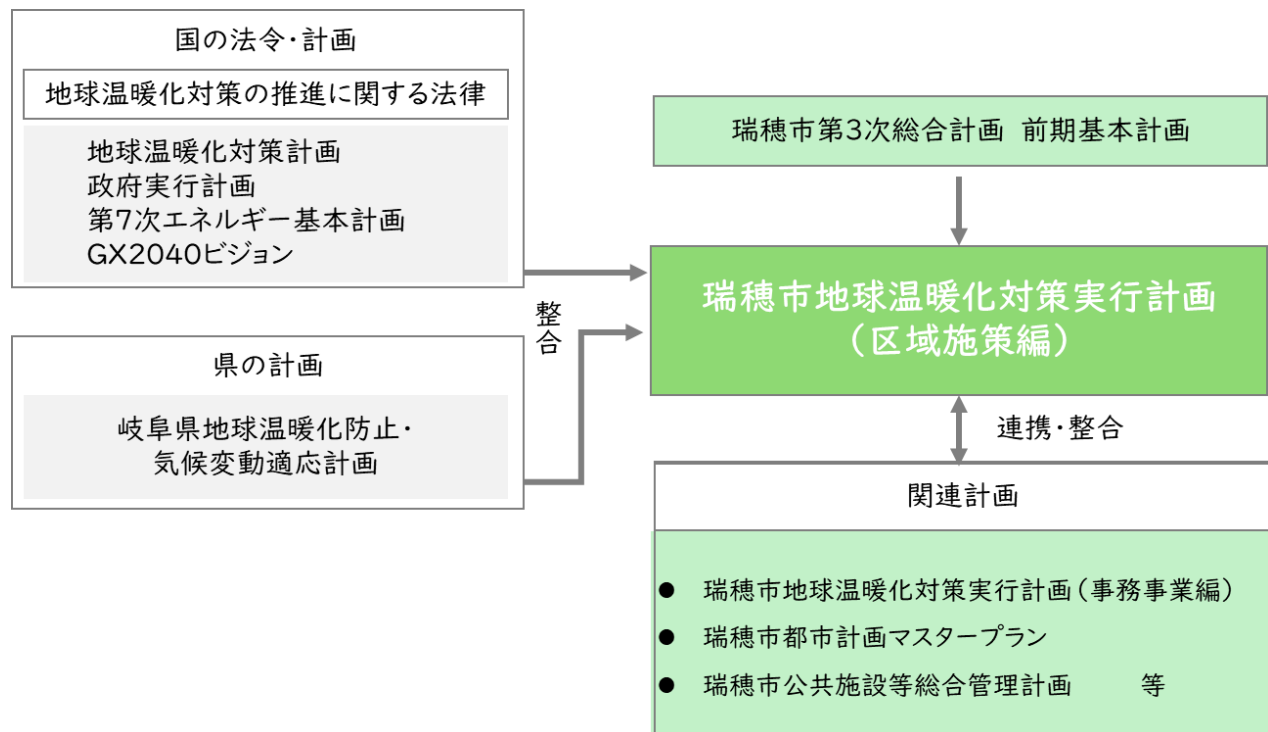 国の法令・計画
地球温暖化対策の推進に関する法律
地球温暖化対策計画
政府実行計画
第7次エネルギー基本計画
GX2040ビジョン
県の計画
岐阜県地球温暖化防止・
気候変動適応計画
整合
瑞穂市第3次総合計画 前期基本計画
瑞穂市地球温暖化対策実行計画
(区域施策編)
連携・整合
関連計画
● 瑞穂市地球温暖化対策実行計画(事務事業編)
● 瑞穂市都市計画マスタープラン
● 瑞穂市公共施設等総合管理計画 等